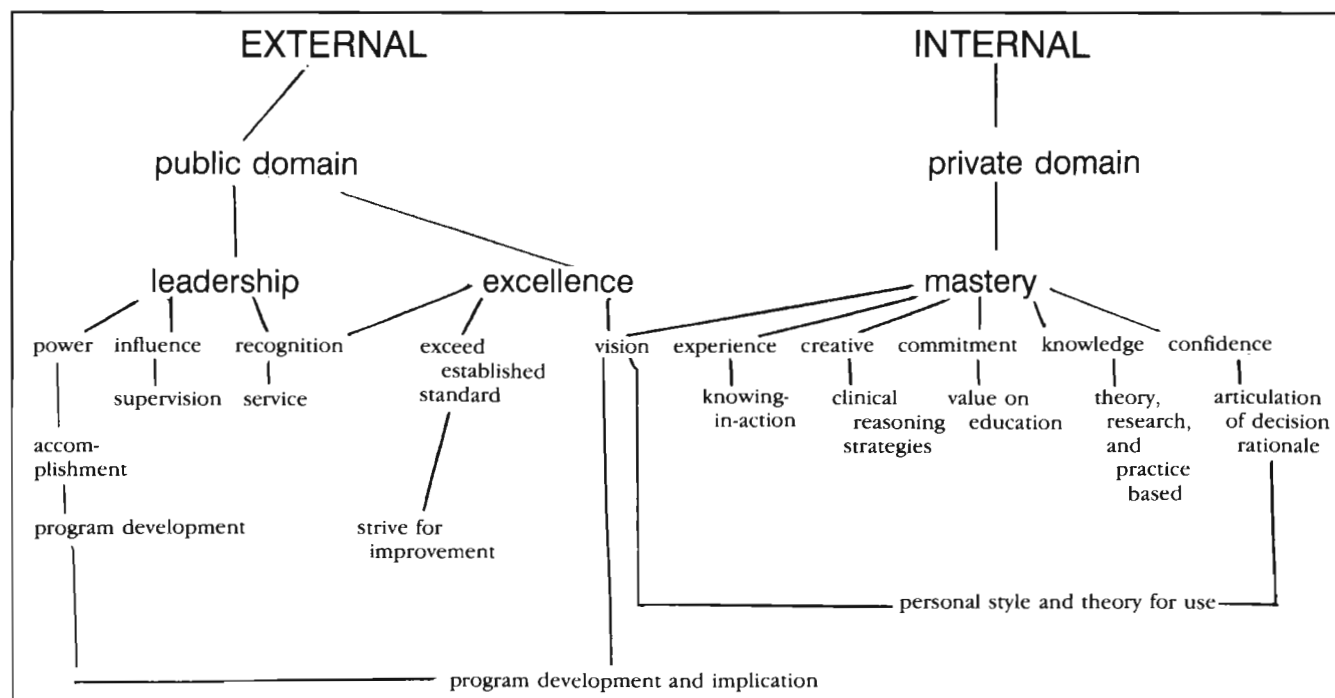 EXTERNAL
INTERNAL
public domain
private domain
leadership
excellence
mastery
power
influence
recognition
exceed
established
standard
vision
experience
creative
commitment
knowledge
confidence
supervision
service
knowing-
in-action
clinical
reasoning
strategies
value on
education
theory,
research,
and
practice
based
articulation
of decision
rationale
accom-
plishment
program development
strive for
improvement
personal style and theory for use
program development and implication